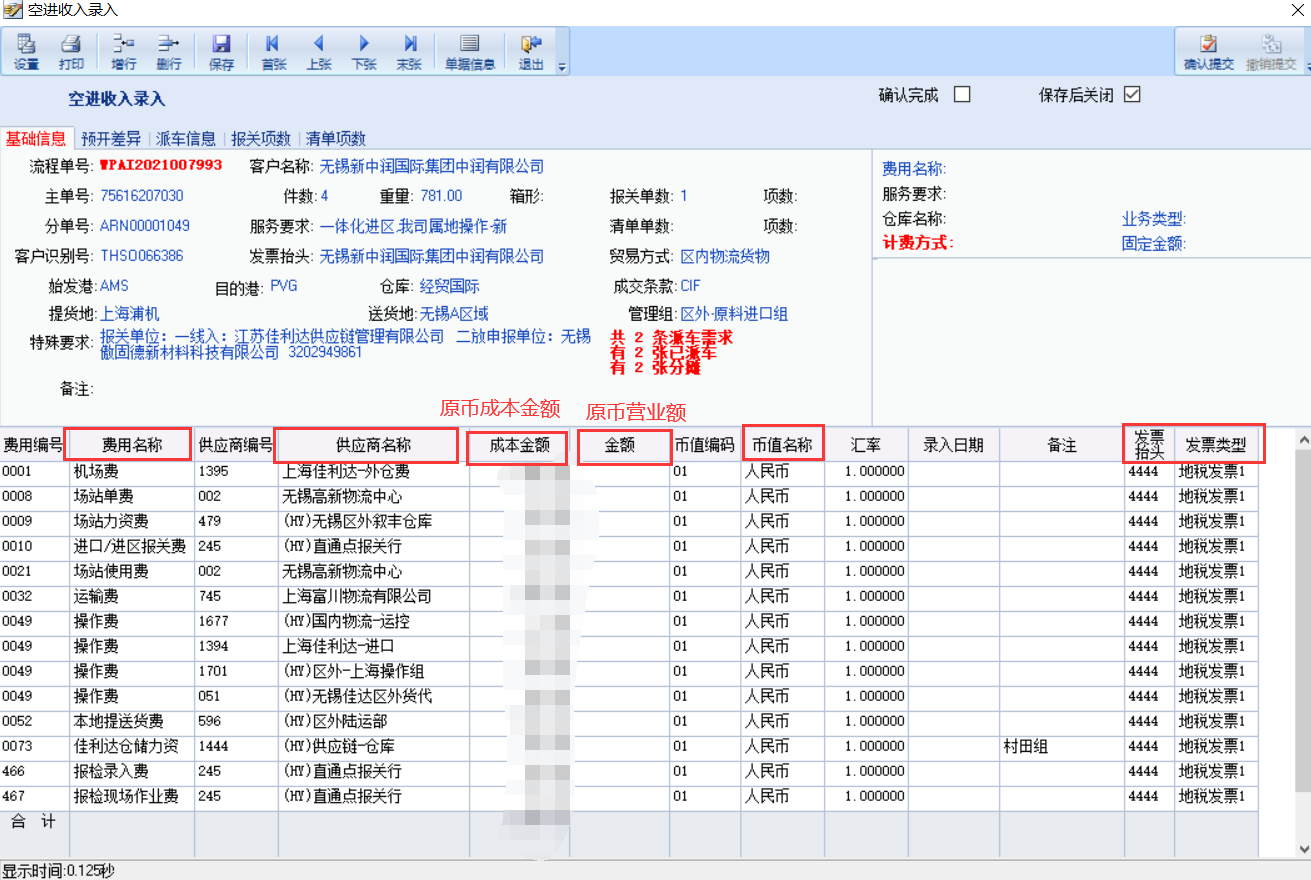 空进收入录入
设置 打印 增行 删行 保存 首张 上张 下张 末张 单据信息 退出 确认提交 撤销提交
空进收入录入 确认完成 保存后关闭
基础信息 预开差异 派车信息 报关项数 清单项数
流程单号: WPAI2021007993 客户名称: 无锡新中润国际集团中润有限公司 费用名称:
服务要求:
主单号: 75616207030 件数: 4 重量: 781.00 箱形: 报关单数: 1 项数:
仓库名称: 业务类型:
分单号: ARN00001049 服务要求: 一体化进区.我司属地操作-新 清单单数: 项数:
计费方式: 固定金额:
客户识别号: THSO066386 发票抬头: 无锡新中润国际集团中润有限公司 贸易方式: 区内物流货物
始发港: AMS 目的港: PVG 仓库: 经贸国际 成交条款: CIF
提货地: 上海浦机 送货地: 无锡A区域 管理组: 区外-原料进口组
特殊要求: 报关单位：一线入：江苏佳利达供应链管理有限公司 二放申报单位：无锡
傲固德新材料科技有限公司 3202949861
共 2 条派车需求
有 2 张已派车
有 2 张分摊
备注:
原币成本金额 原币营业额
费用编号 费用名称 供应商编号 供应商名称 成本金额 金额 币值编码 币值名称 汇率 录入日期 备注 发票抬头 发票类型
0001 机场费 1395 上海佳利达-外仓费 01 人民币 1.000000 4444 地税发票1
0008 场站单费 002 无锡高新物流中心 01 人民币 1.000000 4444 地税发票1
0009 场站力资费 479 (HY)无锡区外叙丰仓库 01 人民币 1.000000 4444 地税发票1
0010 进口/进区报关费 245 (HY)直通点报关行 01 人民币 1.000000 4444 地税发票1
0021 场站使用费 002 无锡高新物流中心 01 人民币 1.000000 4444 地税发票1
0032 运输费 745 上海富川物流有限公司 01 人民币 1.000000 4444 地税发票1
0049 操作费 1677 (HY)国内物流-运控 01 人民币 1.000000 4444 地税发票1
0049 操作费 1394 上海佳利达-进口 01 人民币 1.000000 4444 地税发票1
0049 操作费 1701 (HY)区外-上海操作组 01 人民币 1.000000 4444 地税发票1
0049 操作费 051 (HY)无锡佳达区外货代 01 人民币 1.000000 4444 地税发票1
0052 本地提送货费 596 (HY)区外陆运部 01 人民币 1.000000 4444 地税发票1
0073 佳利达仓储力资 1444 (HY)供应链-仓库 01 人民币 1.000000 村田组 4444 地税发票1
466 报检录入费 245 (HY)直通点报关行 01 人民币 1.000000 4444 地税发票1
467 报检现场作业费 245 (HY)直通点报关行 01 人民币 1.000000 4444 地税发票1
合 计
显示时间:0.125秒